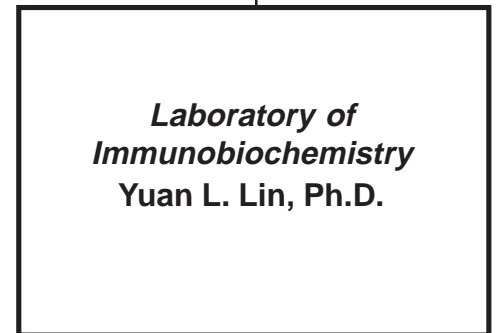 Laboratory of
Immunobiochemistry
Yuan L. Lin, Ph.D.